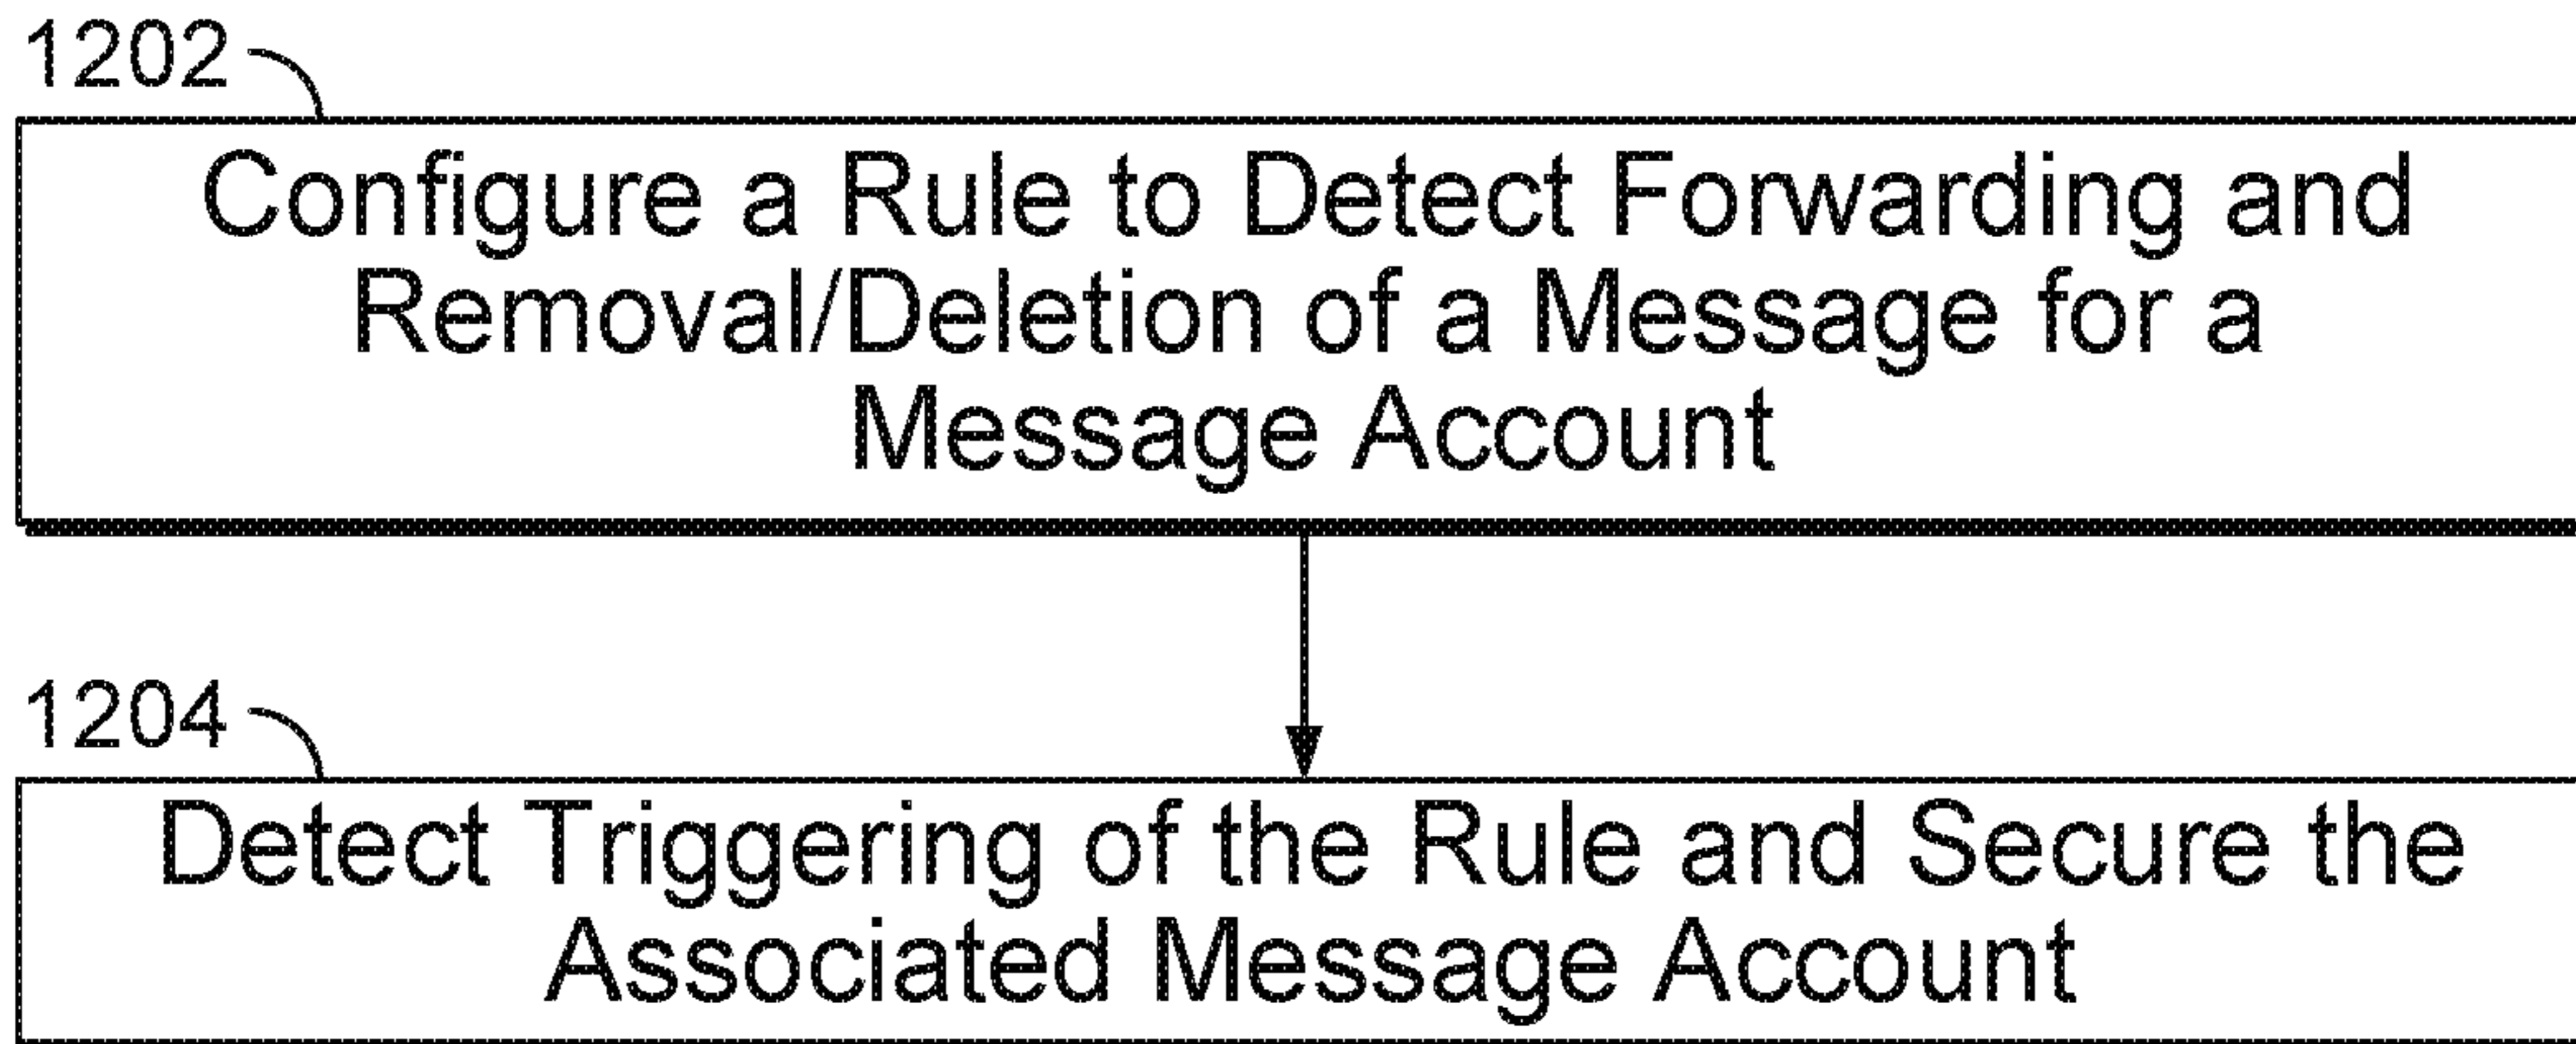 1202
Configure a Rule to Detect Forwarding and
Removal/Deletion of a Message for a
Message Account
1204
Detect Triggering of the Rule and Secure the
Associated Message Account